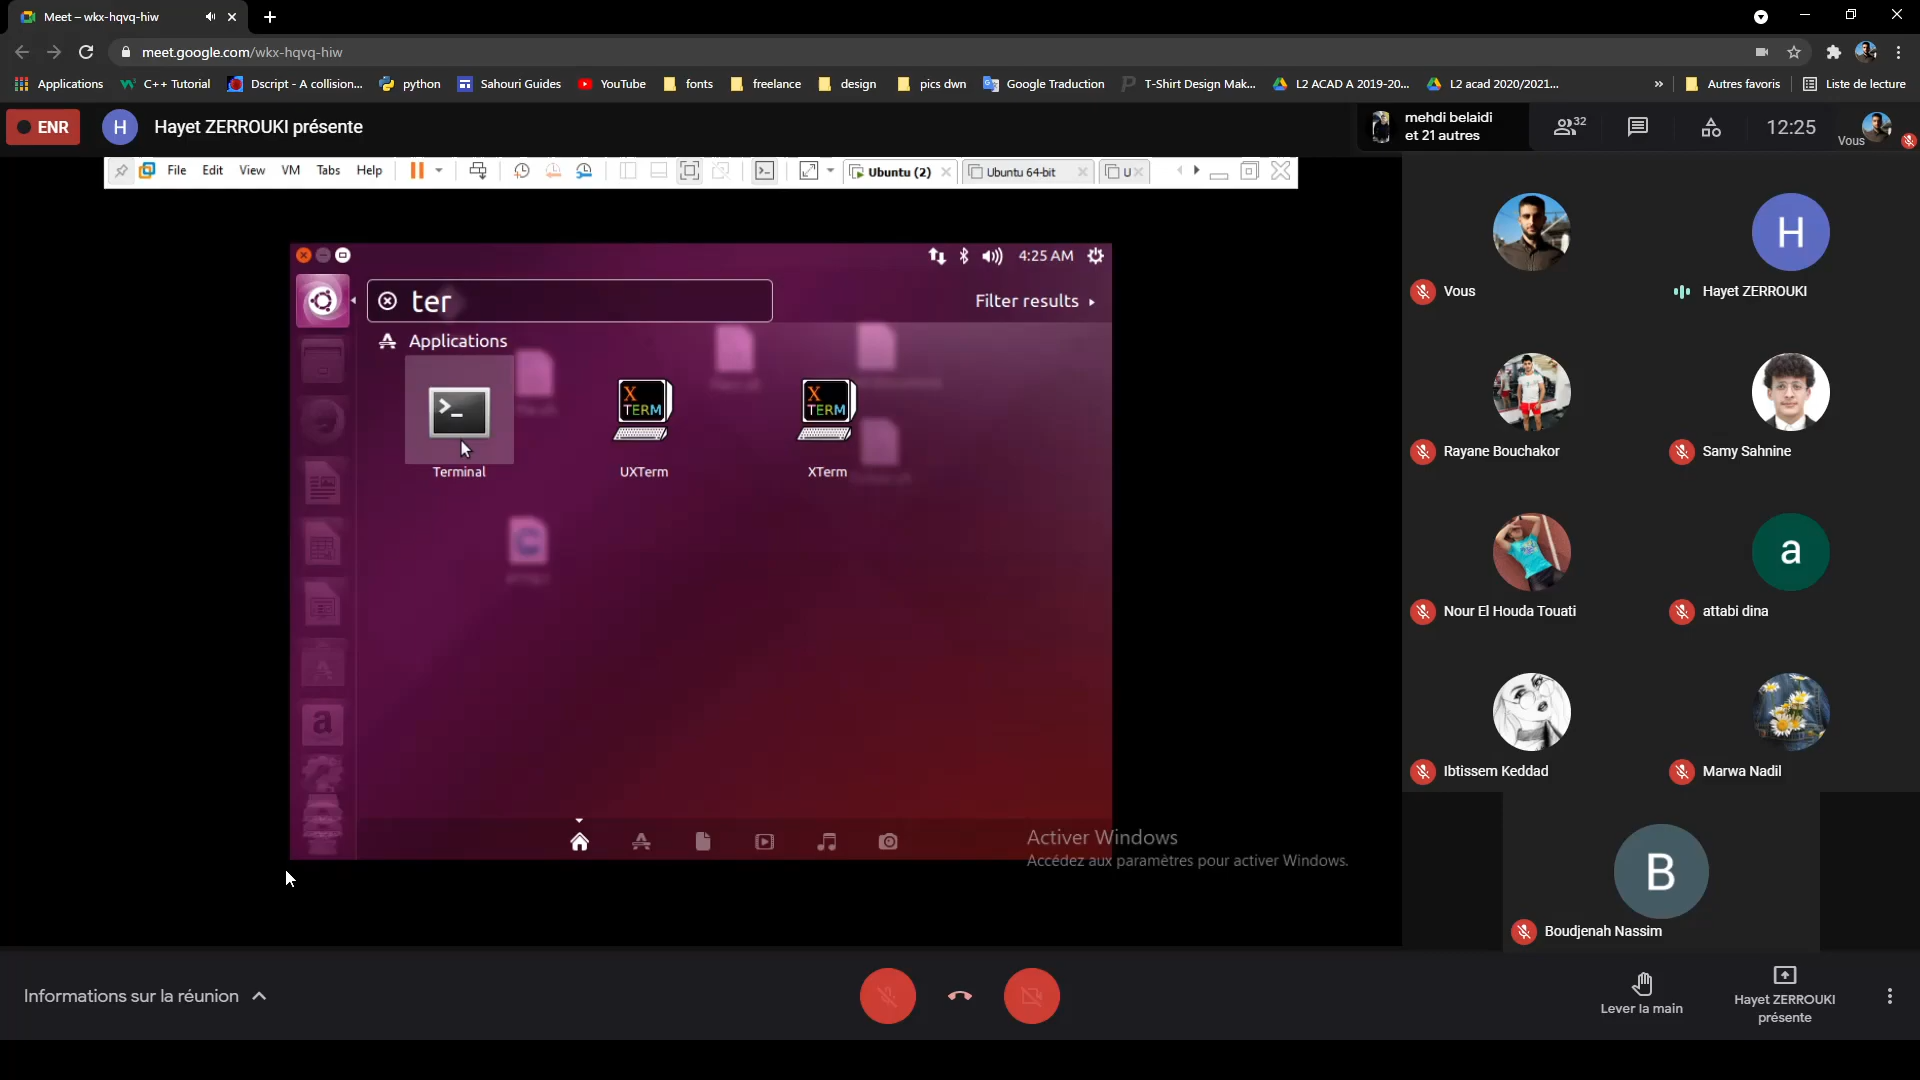 Meet – wkx-hqvq-hiw
meet.google.com/wkx-hqvq-hiw
Applications
C++ Tutorial
Dscript - A collision...
python
Sahouri Guides
YouTube
fonts
freelance
design
pics dwn
Google Traduction
T-Shirt Design Mak...
L2 ACAD A 2019-20...
L2 acad 2020/2021...
»
Autres favoris
Liste de lecture
ENR
H
Hayet ZERROUKI présente
mehdi belaidi
et 21 autres
32
12:25
Vous
File
Edit
View
VM
Tabs
Help
Ubuntu (2)
Ubuntu 64-bit
U
4:25 AM
ter
Filter results
Applications
X
TERM
X
TERM
Terminal
UXTerm
XTerm
Activer Windows
Accédez aux paramètres pour activer Windows.
H
Vous
Hayet ZERROUKI
Rayane Bouchakor
Samy Sahnine
a
Nour El Houda Touati
attabi dina
Ibtissem Keddad
Marwa Nadil
B
Boudjenah Nassim
Informations sur la réunion
Lever la main
Hayet ZERROUKI
présente